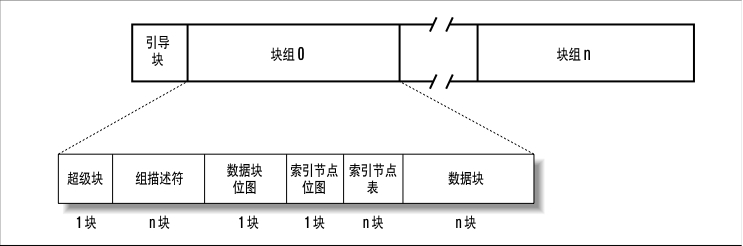 引导
块
块组 0
块组 n
超级块
组描述符
数据块
位图
索引节点
位图
索引节点
表
数据块
1 块
n 块
1 块
1 块
n 块
n 块